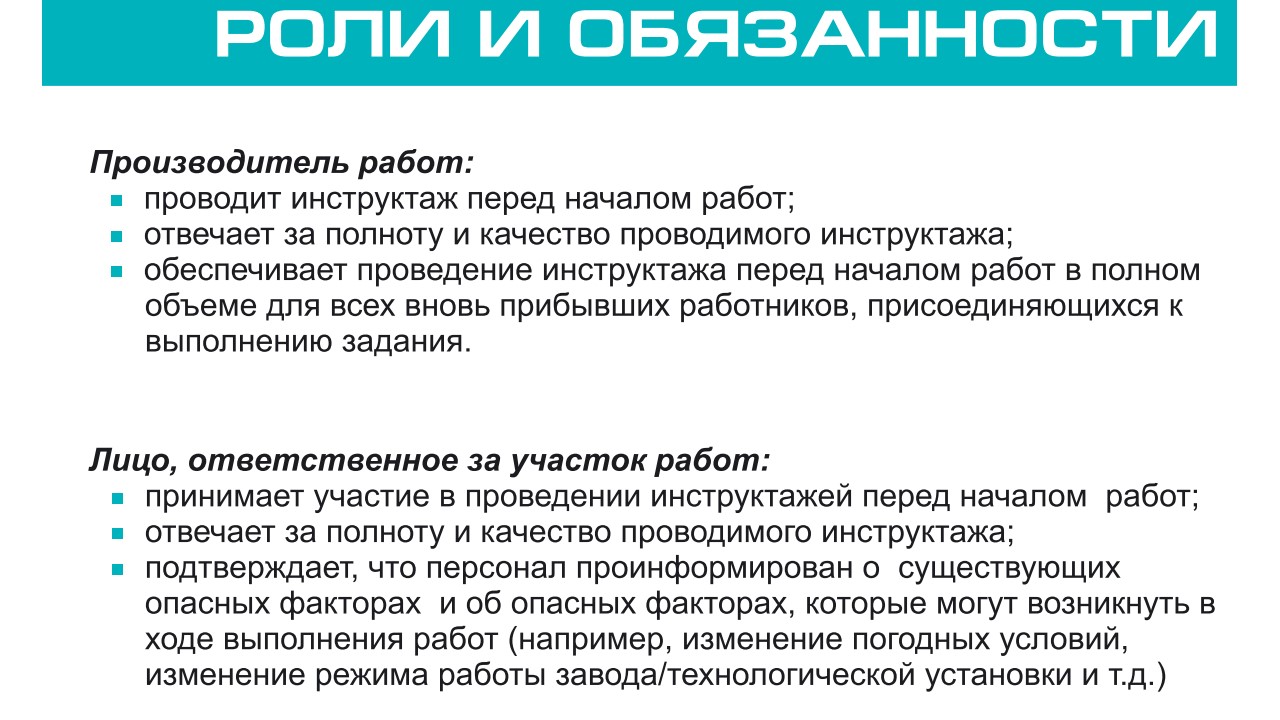 РОЛИ И ОБЯЗАННОСТИ
Производитель работ:
проводит инструктаж перед началом работ;
отвечает за полноту и качество проводимого инструктажа;
обеспечивает проведение инструктажа перед началом работ в полном
объеме для всех вновь прибывших работников, присоединяющихся к
выполнению задания.
Лицо, ответственное за участок работ:
принимает участие в проведении инструктажей перед началом  работ;
отвечает за полноту и качество проводимого инструктажа;
подтверждает, что персонал проинформирован о  существующих
опасных факторах  и об опасных факторах, которые могут возникнуть в
ходе выполнения работ (например, изменение погодных условий,
изменение режима работы завода/технологической установки и т.д.)